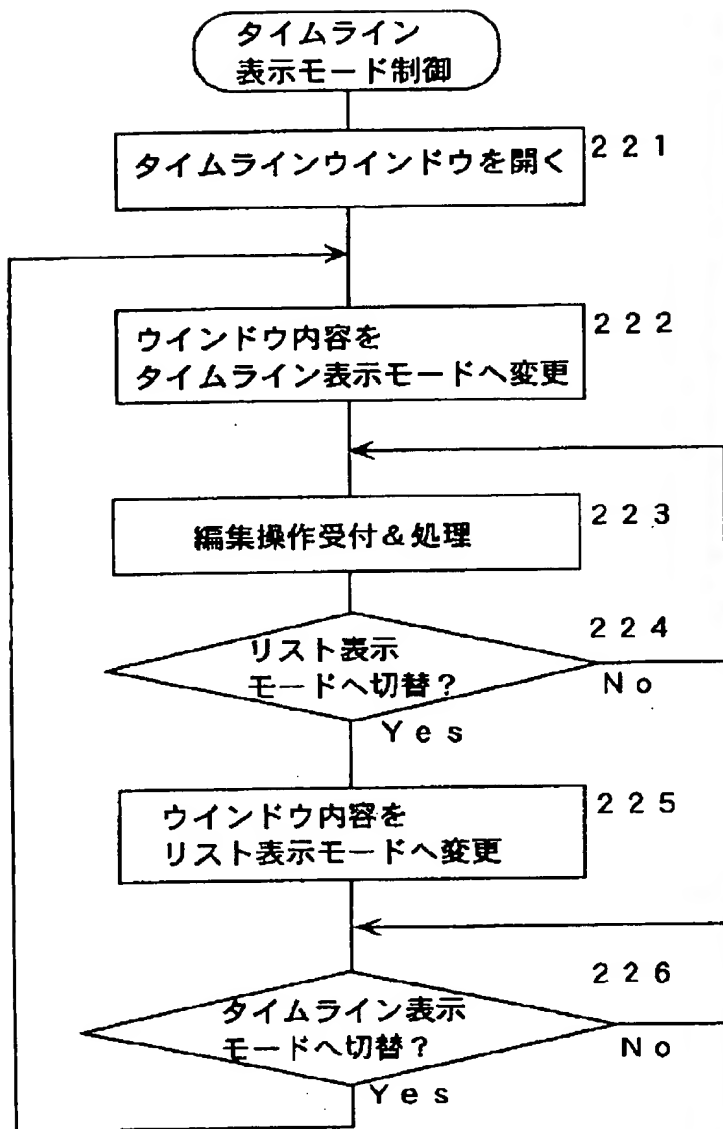 タイムライン
表示モード制御
タイムラインウインドウを開く
221
ウインドウ内容を
タイムライン表示モードへ変更
222
編集操作受付＆処理
223
リスト表示
モードへ切替？
224
No
Yes
ウインドウ内容を
リスト表示モードへ変更
225
タイムライン表示
モードへ切替？
226
No
Yes